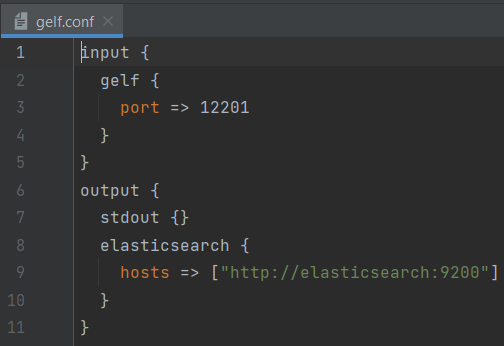 gelf.conf
1 input {
2   gelf {
3     port => 12201
4   }
5 }
6 output {
7   stdout {}
8   elasticsearch {
9     hosts => ["http://elasticsearch:9200"]
10   }
11 }